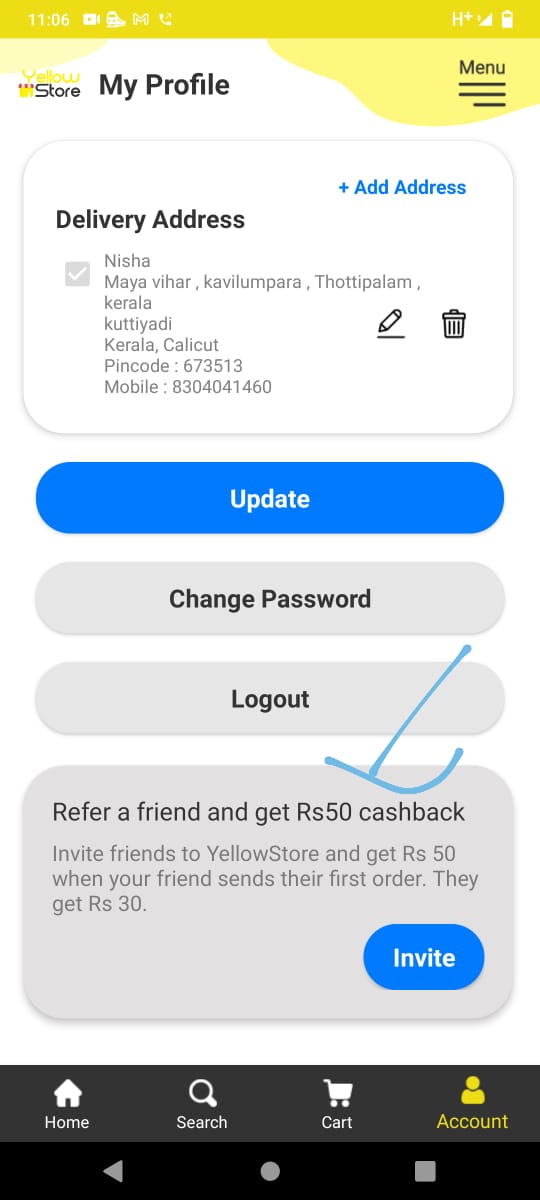 11:06
H+
Yellow
Store
My Profile
Menu
+ Add Address
Delivery Address
Nisha
Maya vihar , kavilumpara , Thottipalam ,
kerala
kuttiyadi
Kerala, Calicut
Pincode : 673513
Mobile : 8304041460
Update
Change Password
Logout
Refer a friend and get Rs50 cashback
Invite friends to YellowStore and get Rs 50
when your friend sends their first order. They
get Rs 30.
Invite
Home
Search
Cart
Account